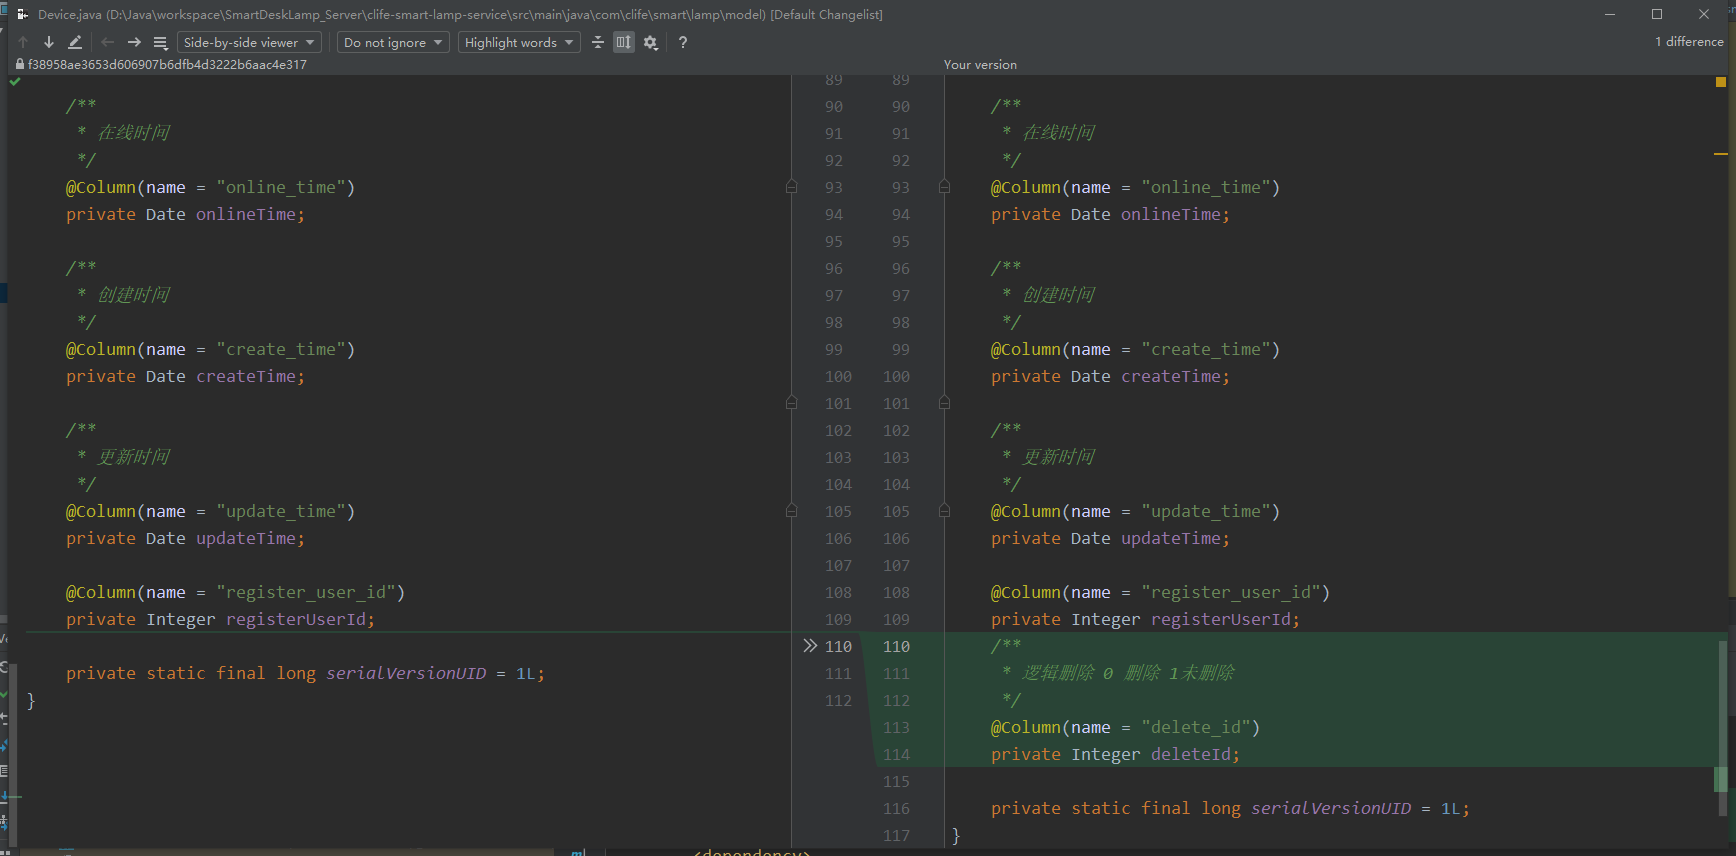 Device.java (D:\Java\workspace\SmartDeskLamp_Server\clife-smart-lamp-service\src\main\java\com\clife\smart\lamp\model) [Default Changelist]
Side-by-side viewer Do not ignore Highlight words ? 1 difference
f38958ae3653d606907b6dfb4d3222b6aac4e317 Your version
89 89
/** 90 90 /**
* 在线时间 91 91 * 在线时间
*/ 92 92 */
@Column(name = "online_time") 93 93 @Column(name = "online_time")
private Date onlineTime; 94 94 private Date onlineTime;
95 95
/** 96 96 /**
* 创建时间 97 97 * 创建时间
*/ 98 98 */
@Column(name = "create_time") 99 99 @Column(name = "create_time")
private Date createTime; 100 100 private Date createTime;
101 101
/** 102 102 /**
* 更新时间 103 103 * 更新时间
*/ 104 104 */
@Column(name = "update_time") 105 105 @Column(name = "update_time")
private Date updateTime; 106 106 private Date updateTime;
107 107
@Column(name = "register_user_id") 108 108 @Column(name = "register_user_id")
private Integer registerUserId; 109 109 private Integer registerUserId;
110 110 /**
private static final long serialVersionUID = 1L; 111 111 * 逻辑删除 0 删除 1未删除
} 112 112 */
113 @Column(name = "delete_id")
114 private Integer deleteId;
115
116 private static final long serialVersionUID = 1L;
117 }
<dependency>